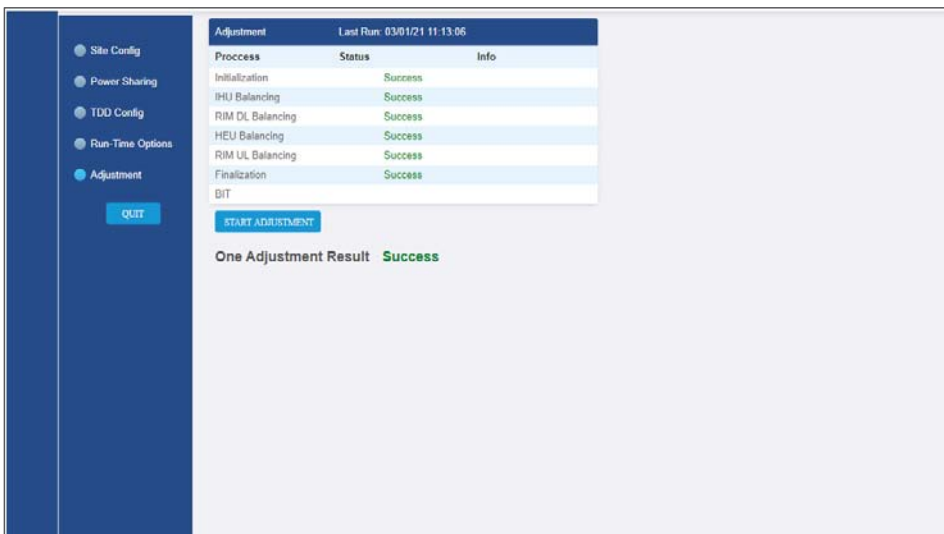 Site Config
Power Sharing
TDD Config
Run-Time Options
Adjustment
QUIT
Adjustment Last Run: 03/01/21 11:13:06
Proccess Status Info
Initialization Success
IHU Balancing Success
RIM DL Balancing Success
HEU Balancing Success
RIM UL Balancing Success
Finalization Success
BIT
START ADJUSTMENT
One Adjustment Result Success